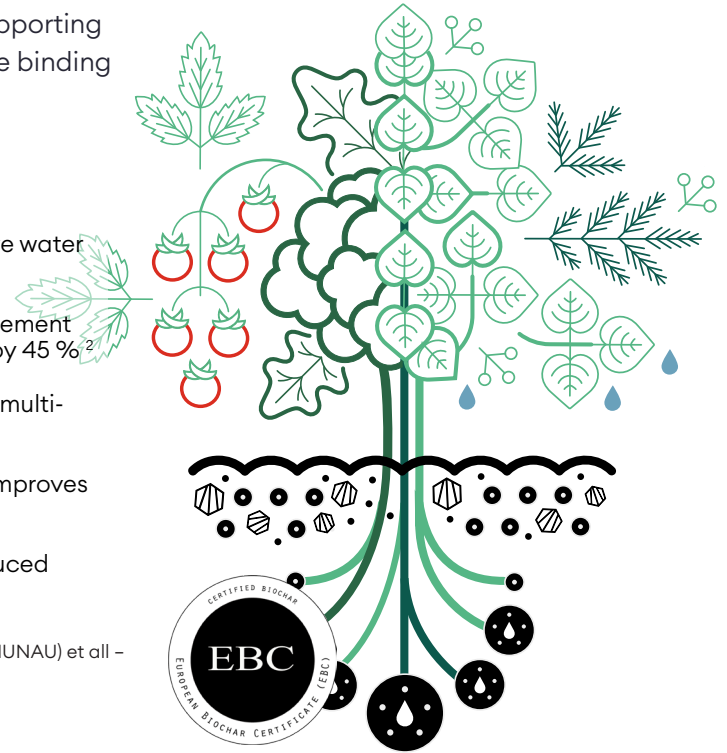 pporting
e binding
e water
ement
by 45 % ²
multi-
mproves
uced
IUNAU) et all –
CERTIFIED BIOCHAR
EBC
EUROPEAN BIOCHAR CERTIFICATE (EBC)